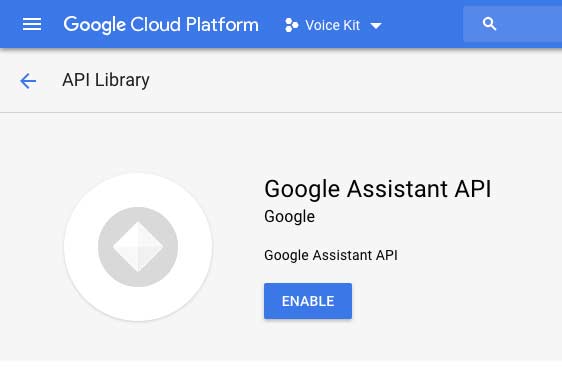 Google Cloud Platform Voice Kit
API Library
Google Assistant API
Google
Google Assistant API
ENABLE